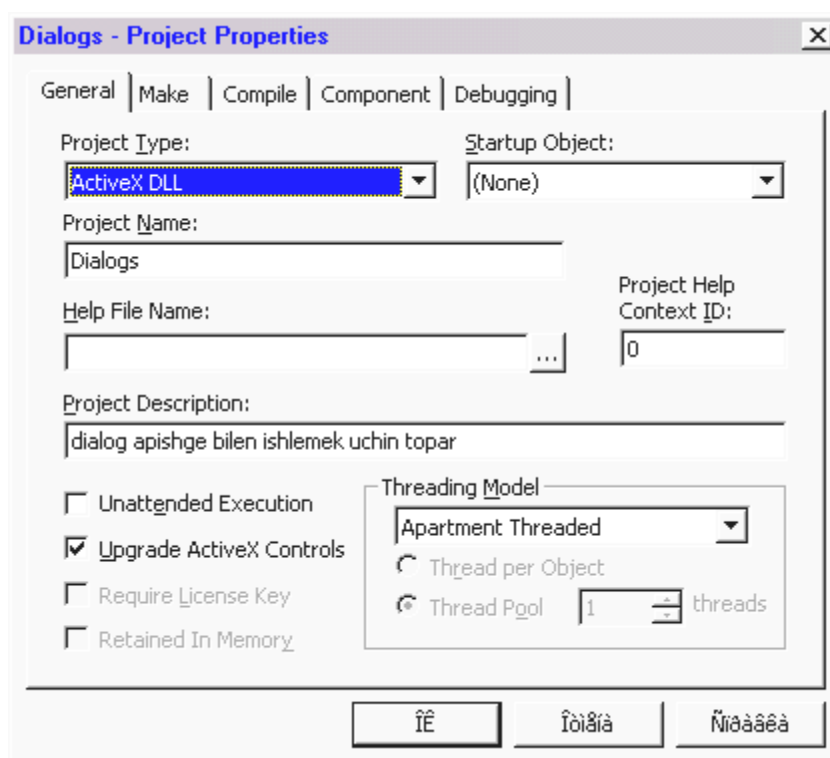 Dialogs - Project Properties
General Make Compile Component Debugging
Project Type: Startup Object:
ActiveX DLL (None)
Project Name:
Dialogs
Project Help
Help File Name: Context ID:
... 0
Project Description:
dialog apishge bilen ishlemek uchin topar
Unattended Execution Threading Model
Upgrade ActiveX Controls Apartment Threaded
Thread per Object
Require License Key Thread Pool 1 threads
Retained In Memory
ÎÊ Îòìåíà Ñïðàâêà